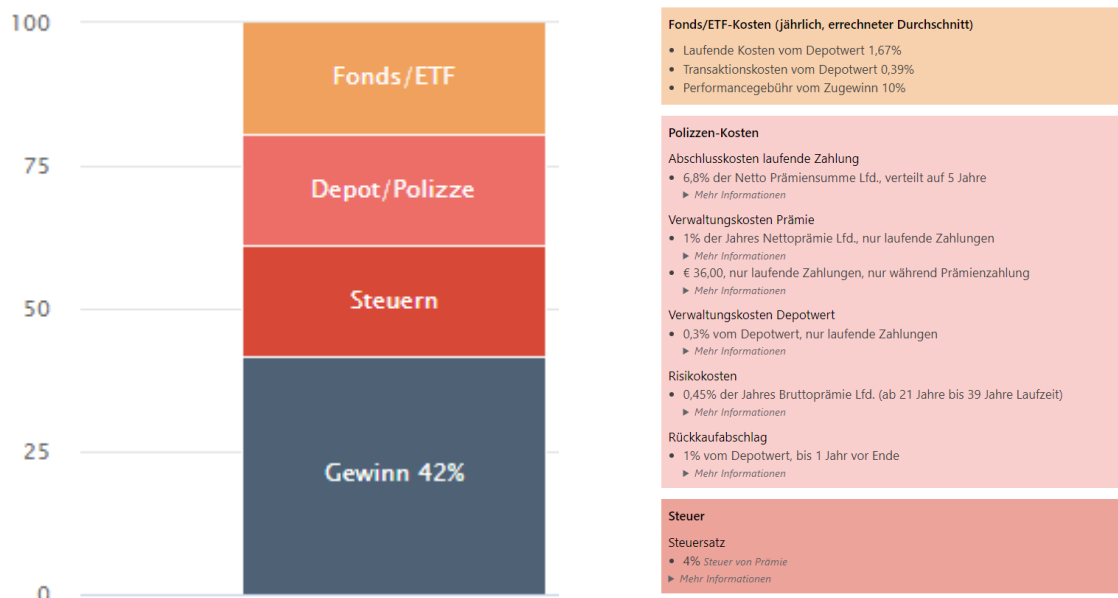 100
75
50
25
0
Fonds/ETF
Depot/Polizze
Steuern
Gewinn 42%
Fonds/ETF-Kosten (jährlich, errechneter Durchschnitt)
• Laufende Kosten vom Depotwert 1,67%
• Transaktionskosten vom Depotwert 0,39%
• Performancegebühr vom Zugewinn 10%
Polizzen-Kosten
Abschlusskosten laufende Zahlung
• 6,8% der Netto Prämiensumme Lfd., verteilt auf 5 Jahre
▶ Mehr Informationen
Verwaltungskosten Prämie
• 1% der Jahres Nettoprämie Lfd., nur laufende Zahlungen
▶ Mehr Informationen
• € 36,00, nur laufende Zahlungen, nur während Prämienzahlung
▶ Mehr Informationen
Verwaltungskosten Depotwert
• 0,3% vom Depotwert, nur laufende Zahlungen
▶ Mehr Informationen
Risikokosten
• 0,45% der Jahres Bruttoprämie Lfd. (ab 21 Jahre bis 39 Jahre Laufzeit)
▶ Mehr Informationen
Rückkaufabschlag
• 1% vom Depotwert, bis 1 Jahr vor Ende
▶ Mehr Informationen
Steuer
Steuersatz
• 4% Steuer von Prämie
▶ Mehr Informationen